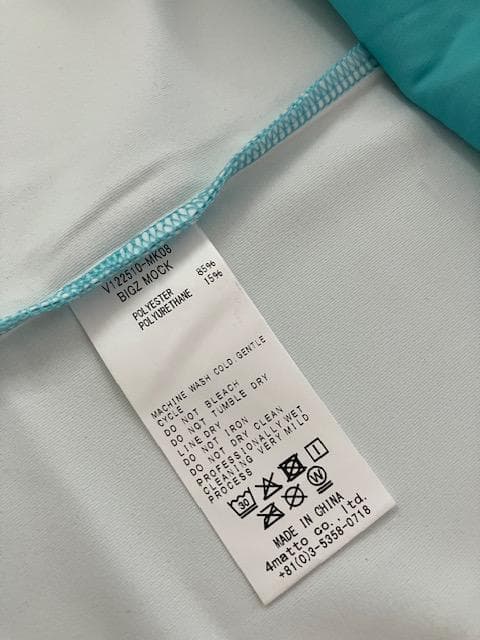 V122510-MK08
BIGZ MOCK
POLYESTER 85%
POLYURETHANE 15%
MACHINE WASH COLD,GENTLE
CYCLE
DO NOT BLEACH
DO NOT TUMBLE DRY
LINE DRY
DO NOT IRON
DO NOT DRY CLEAN
PROFESSIONALLY WET
CLEANING VERY MILD
PROCESS
30 W
MADE IN CHINA
4matto co., ltd.
+81(0)3-5358-0718